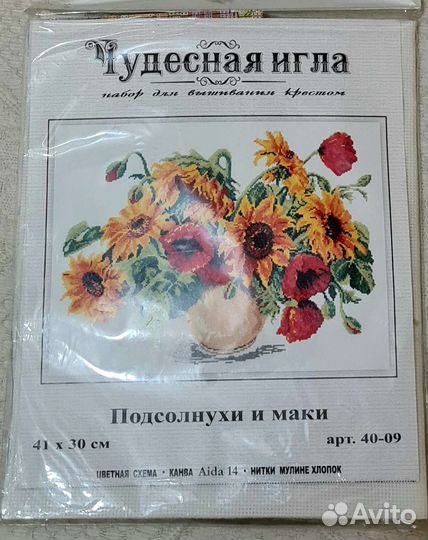 Чудесная игла
набор для вышивания крестом
Подсолнухи и маки
41 х 30 см
арт. 40-09
ЦВЕТНАЯ СХЕМА • КАНВА Aida 14 • НИТКИ МУЛИНЕ ХЛОПОК
Avito